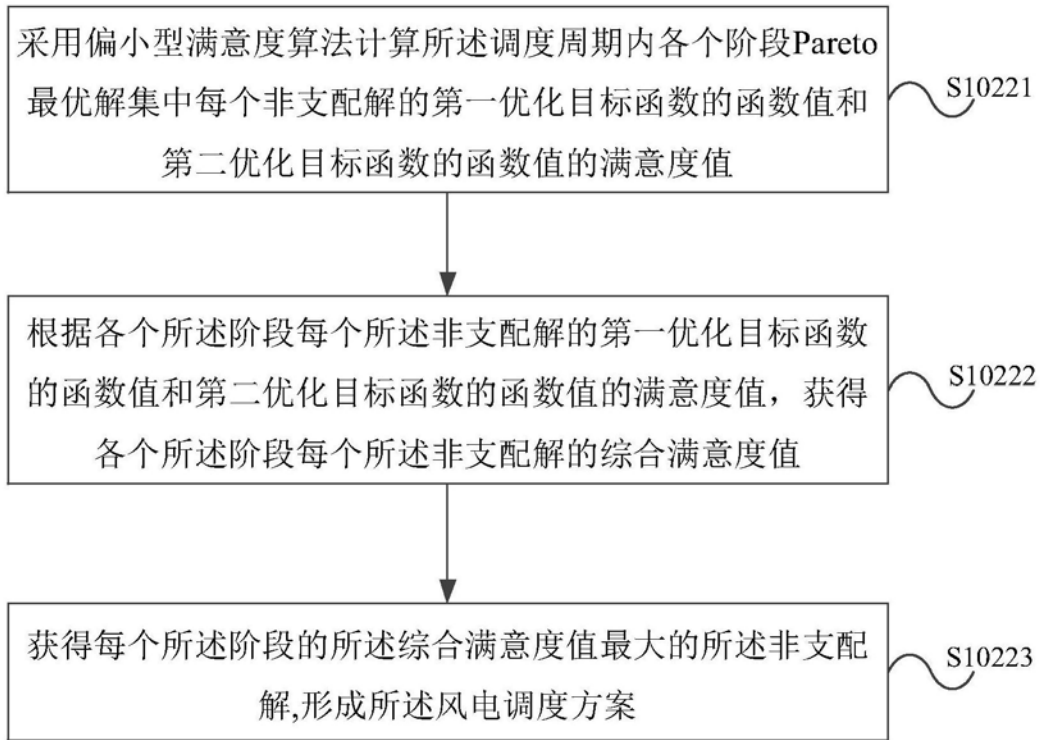 采用偏小型满意度算法计算所述调度周期内各个阶段Pareto
最优解集中每个非支配解的第一优化目标函数的函数值和
第二优化目标函数的函数值的满意度值
S10221
根据各个所述阶段每个所述非支配解的第一优化目标函数
的函数值和第二优化目标函数的函数值的满意度值，获得
各个所述阶段每个所述非支配解的综合满意度值
S10222
获得每个所述阶段的所述综合满意度值最大的所述非支配
解,形成所述风电调度方案
S10223